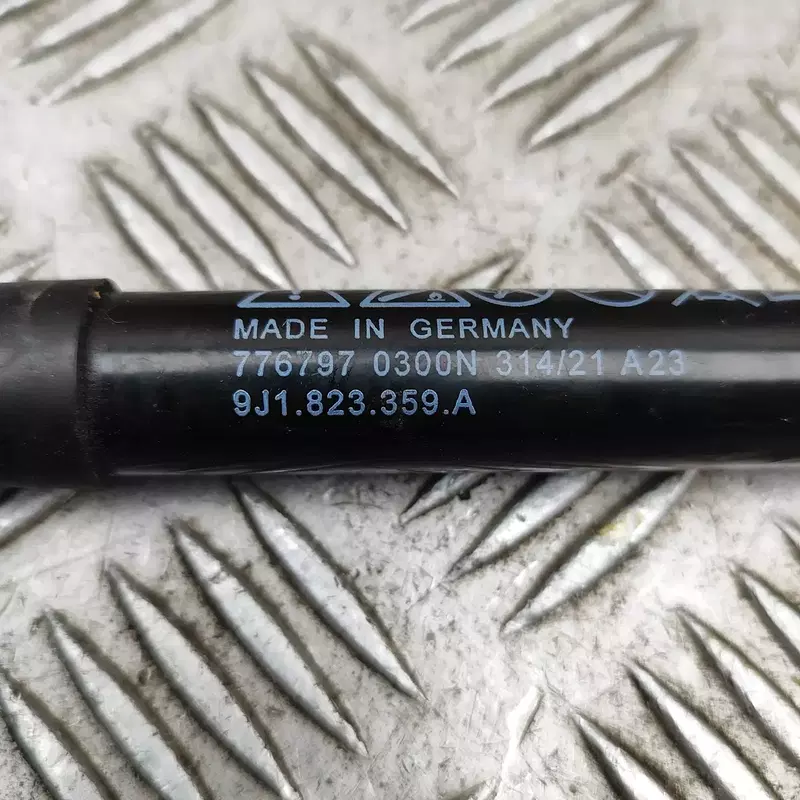 MADE IN GERMANY
776797 0300N 314/21 A23
9J1.823.359.A